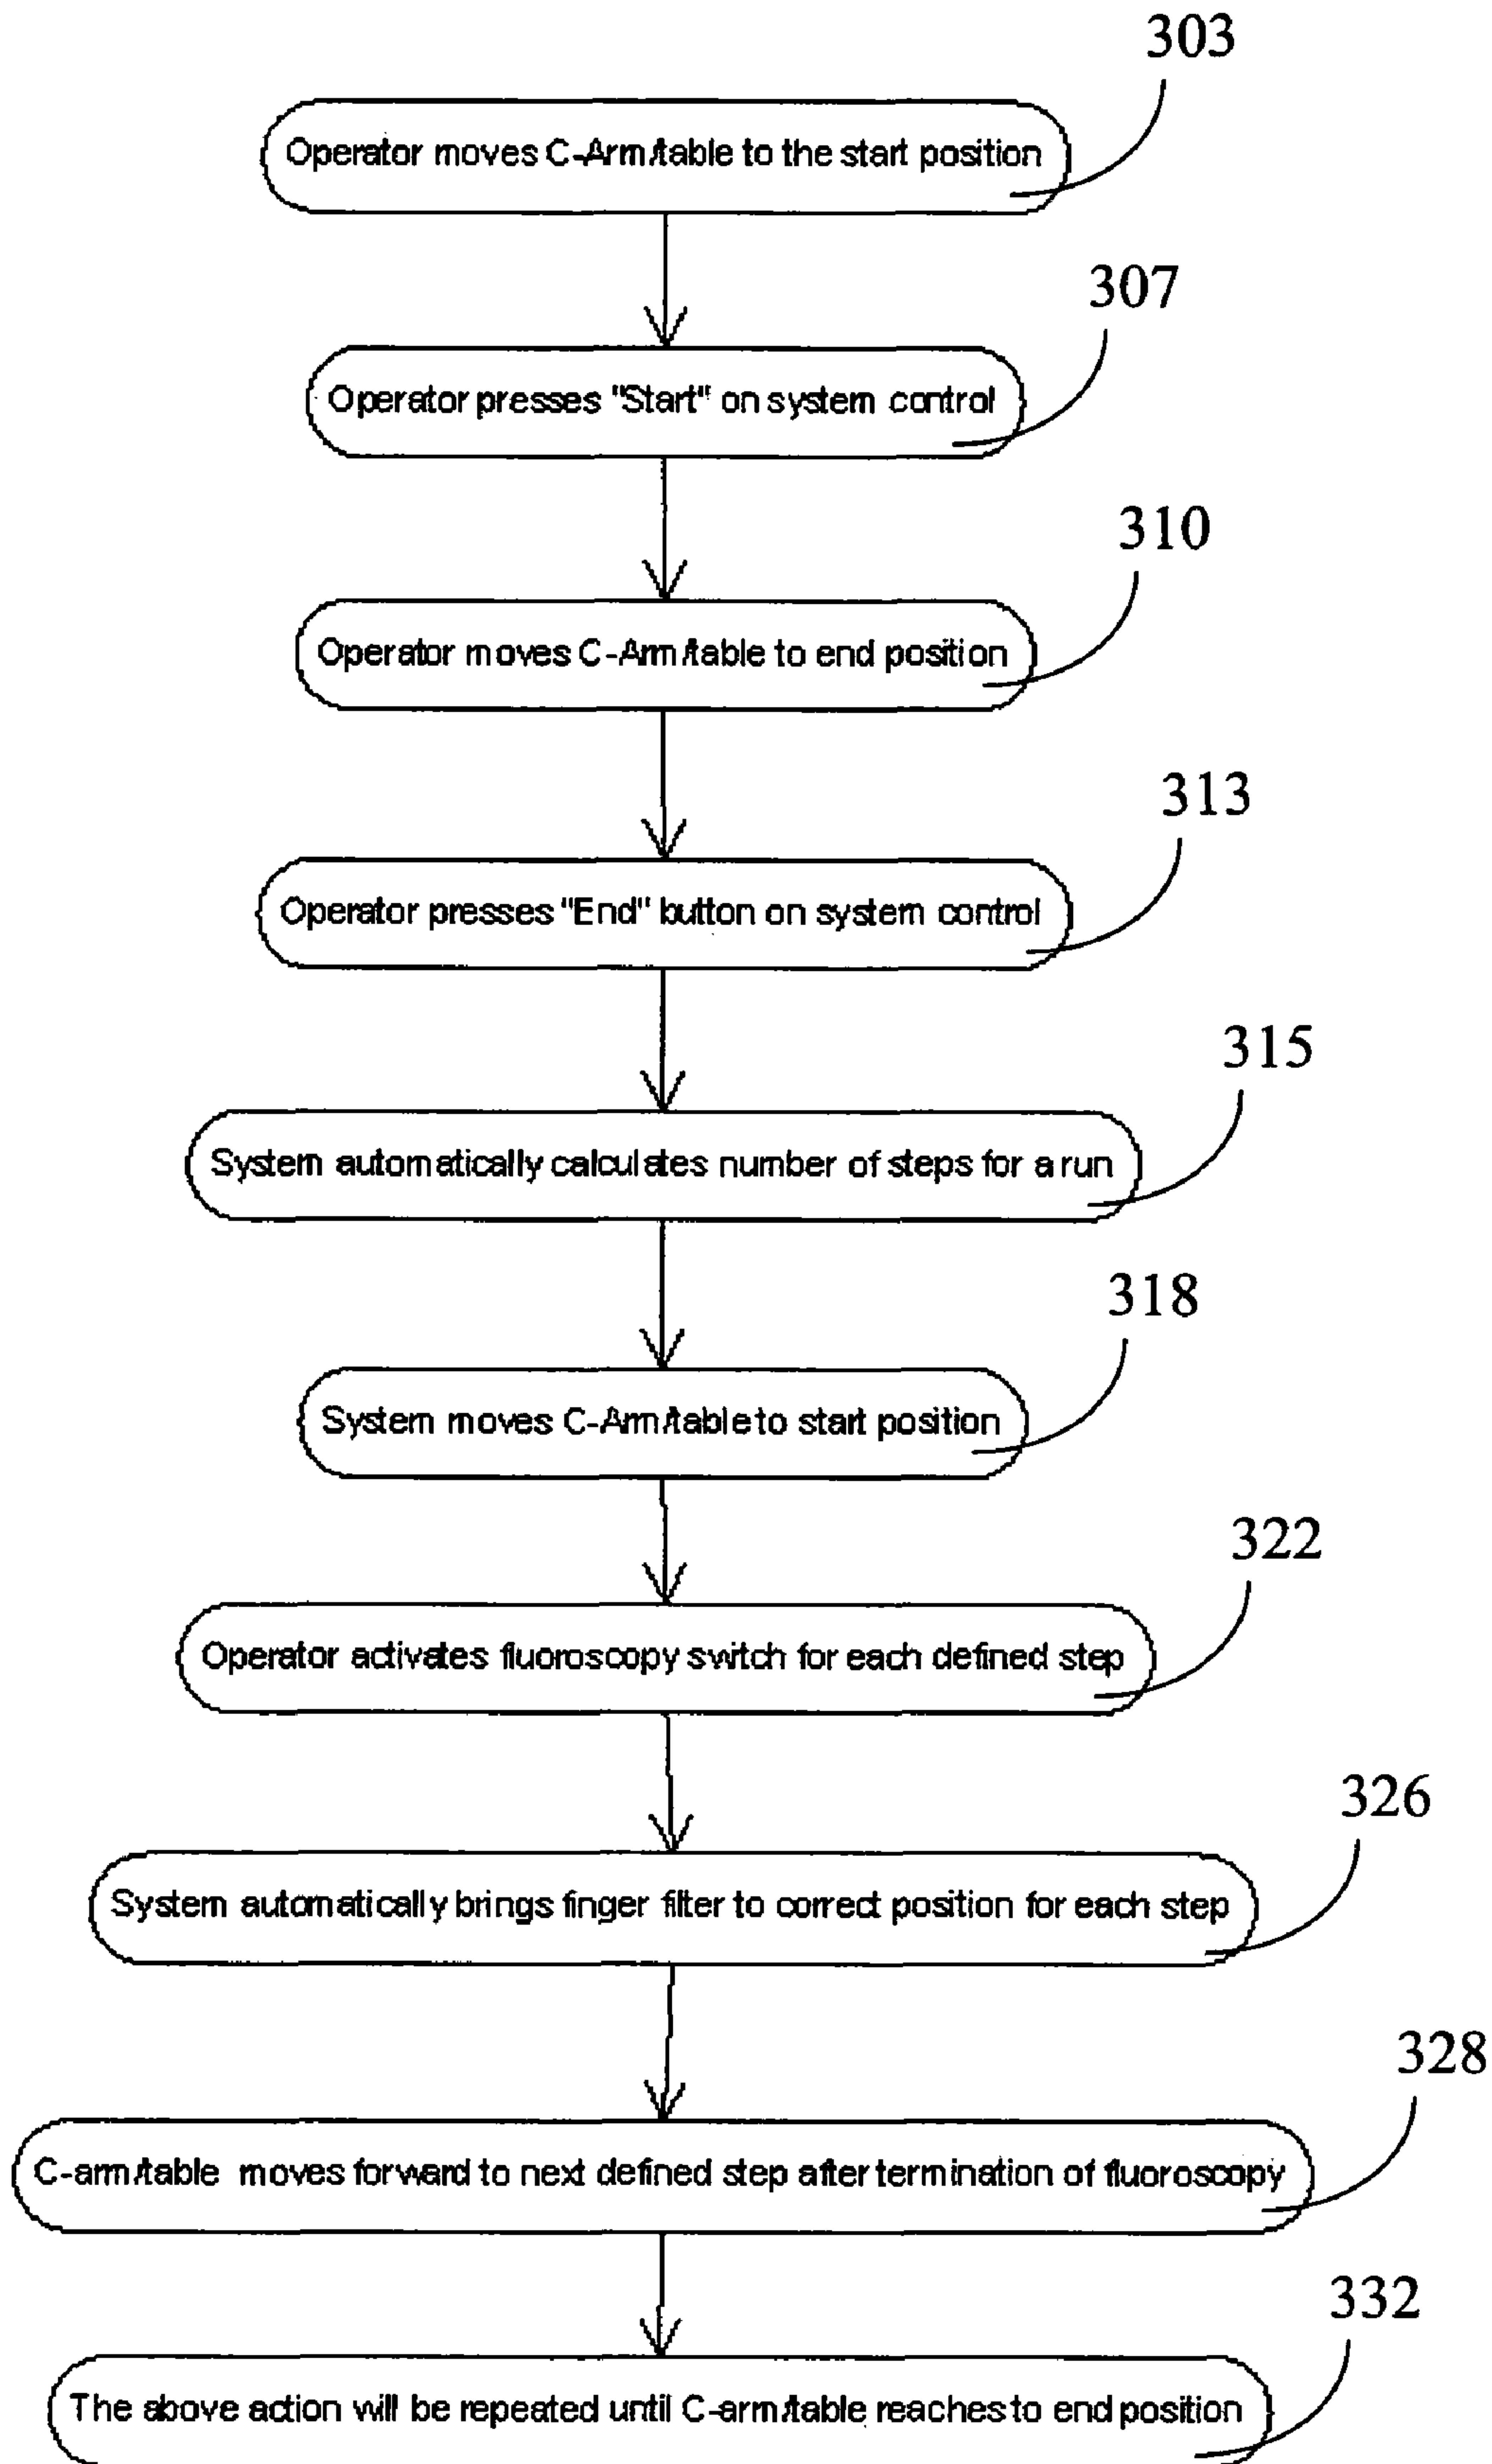 303
Operator moves C-Arm/table to the start position
307
Operator presses "Start" on system control
310
Operator moves C-Arm/table to end position
313
Operator presses "End" button on system control
315
System automatically calculates number of steps for a run
318
System moves C-Arm/table to start position
322
Operator activates fluoroscopy switch for each defined step
326
System automatically brings finger filter to correct position for each step
328
C-arm/table moves forward to next defined step after termination of fluoroscopy
332
The above action will be repeated until C-arm/table reaches to end position